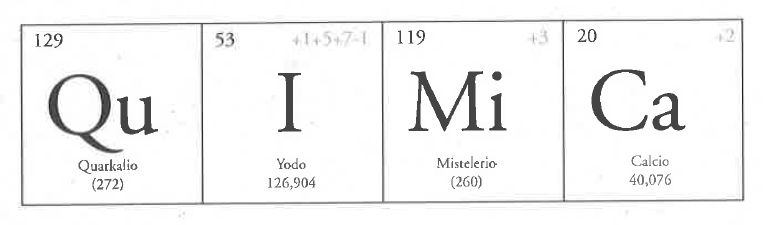 129 53 +1+5+7-1 119 +3 20 +2
Qu I Mi Ca
Quarkalio Yodo Mistelerio Calcio
(272) 126,904 (260) 40,076